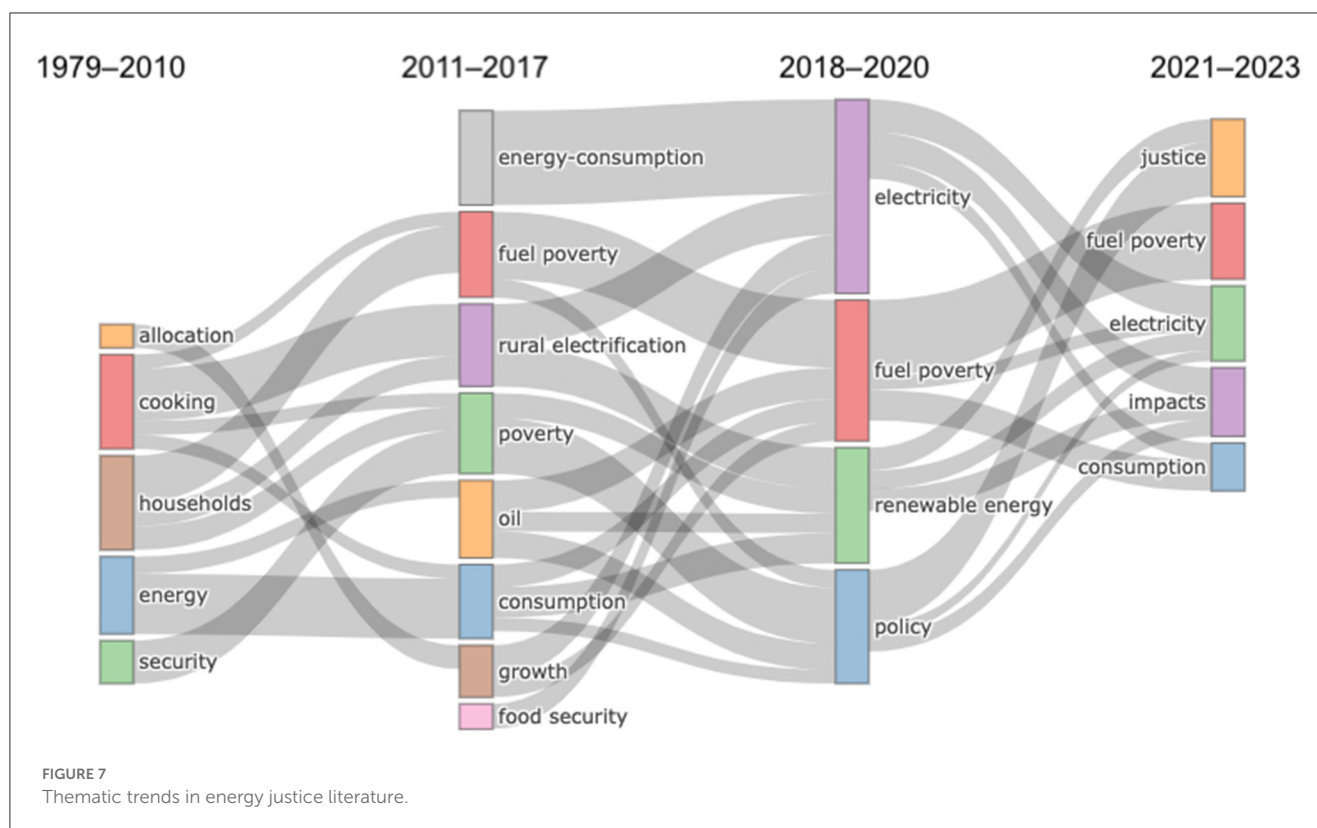 1979–2010
2011–2017
2018–2020
2021–2023
allocation
cooking
households
energy
security
energy-consumption
fuel poverty
rural electrification
poverty
oil
consumption
growth
food security
electricity
fuel poverty
renewable energy
policy
justice
fuel poverty
electricity
impacts
consumption
FIGURE 7
Thematic trends in energy justice literature.